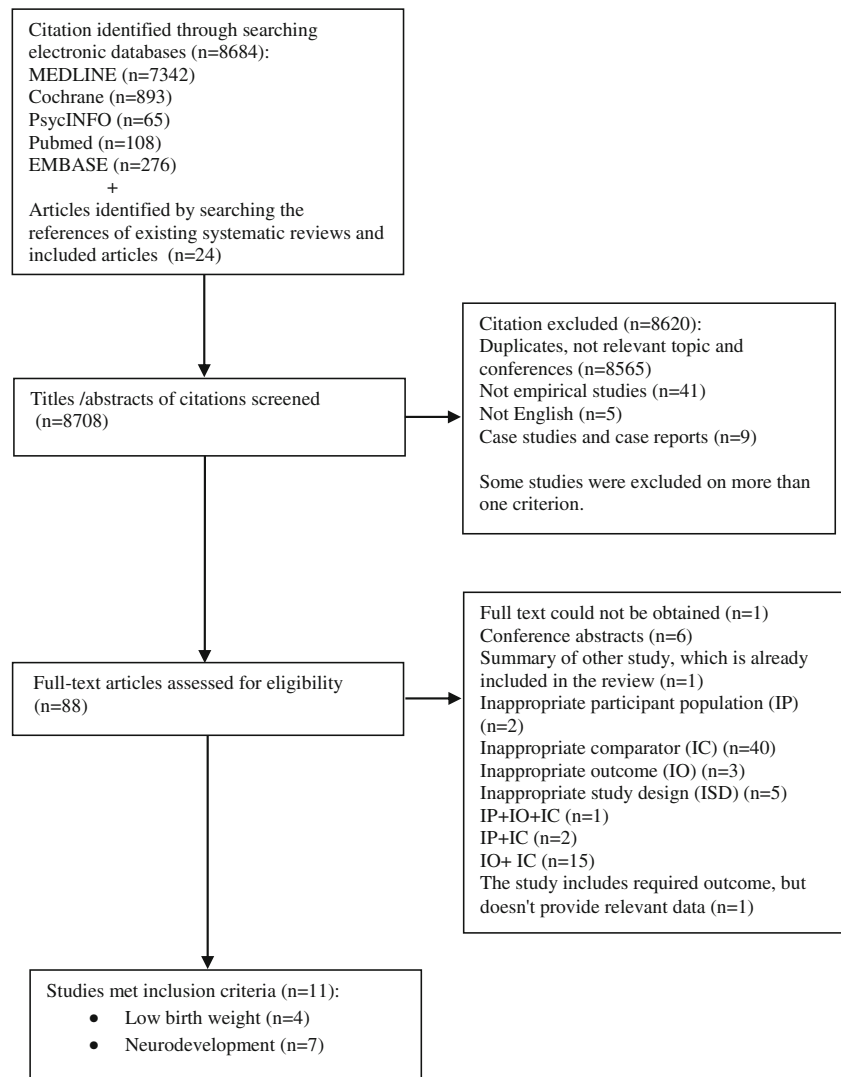 Citation identified through searching
electronic databases (n=8684):
MEDLINE (n=7342)
Cochrane (n=893)
PsycINFO (n=65)
Pubmed (n=108)
EMBASE (n=276)
+
Articles identified by searching the
references of existing systematic reviews and
included articles (n=24)
Citation excluded (n=8620):
Duplicates, not relevant topic and
conferences (n=8565)
Not empirical studies (n=41)
Not English (n=5)
Case studies and case reports (n=9)
Some studies were excluded on more than
one criterion.
Titles /abstracts of citations screened
(n=8708)
Full text could not be obtained (n=1)
Conference abstracts (n=6)
Summary of other study, which is already
included in the review (n=1)
Inappropriate participant population (IP)
(n=2)
Inappropriate comparator (IC) (n=40)
Inappropriate outcome (IO) (n=3)
Inappropriate study design (ISD) (n=5)
IP+IO+IC (n=1)
IP+IC (n=2)
IO+ IC (n=15)
The study includes required outcome, but
doesn't provide relevant data (n=1)
Full-text articles assessed for eligibility
(n=88)
Studies met inclusion criteria (n=11):
● Low birth weight (n=4)
● Neurodevelopment (n=7)